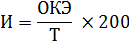 И = ОКЭ / Т × 200